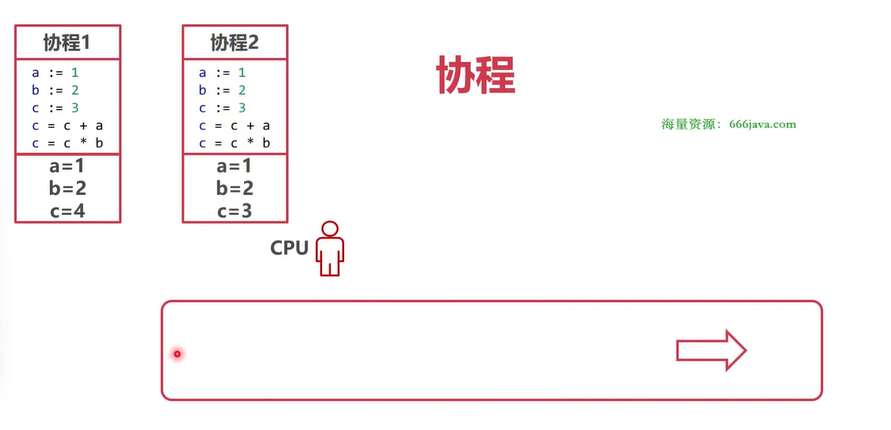 协程1
a := 1
b := 2
c := 3
c = c + a
c = c * b
a=1
b=2
c=4
协程2
a := 1
b := 2
c := 3
c = c + a
c = c * b
a=1
b=2
c=3
协程
海量资源：666java.com
CPU